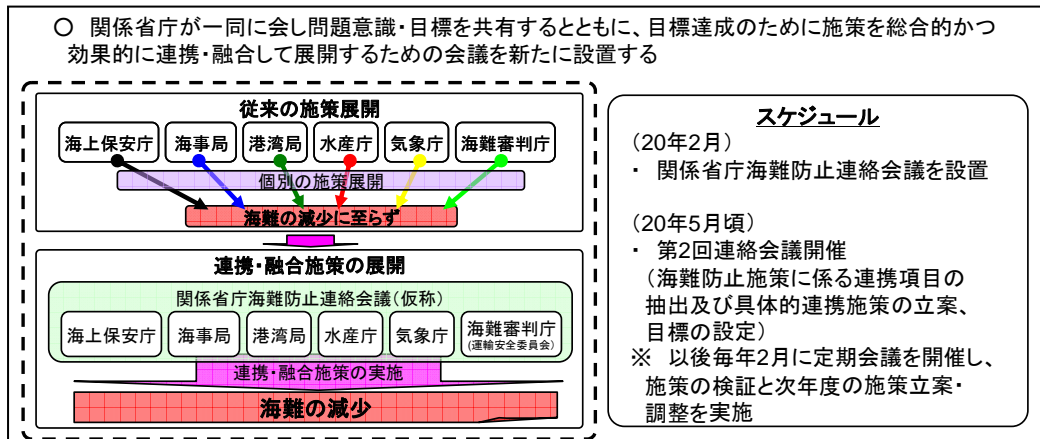 ○ 関係省庁が一同に会し問題意識・目標を共有するとともに、目標達成のために施策を総合的かつ
効果的に連携・融合して展開するための会議を新たに設置する
従来の施策展開
海上保安庁 海事局 港湾局 水産庁 気象庁 海難審判庁
個別の施策展開
海難の減少に至らず
連携・融合施策の展開
関係省庁海難防止連絡会議（仮称）
海上保安庁 海事局 港湾局 水産庁 気象庁 海難審判庁
(運輸安全委員会)
連携・融合施策の実施
海難の減少
スケジュール
(20年2月)
・ 関係省庁海難防止連絡会議を設置
(20年5月頃)
・ 第2回連絡会議開催
(海難防止施策に係る連携項目の
抽出及び具体的連携施策の立案、
目標の設定)
※ 以後毎年2月に定期会議を開催し、
施策の検証と次年度の施策立案・
調整を実施